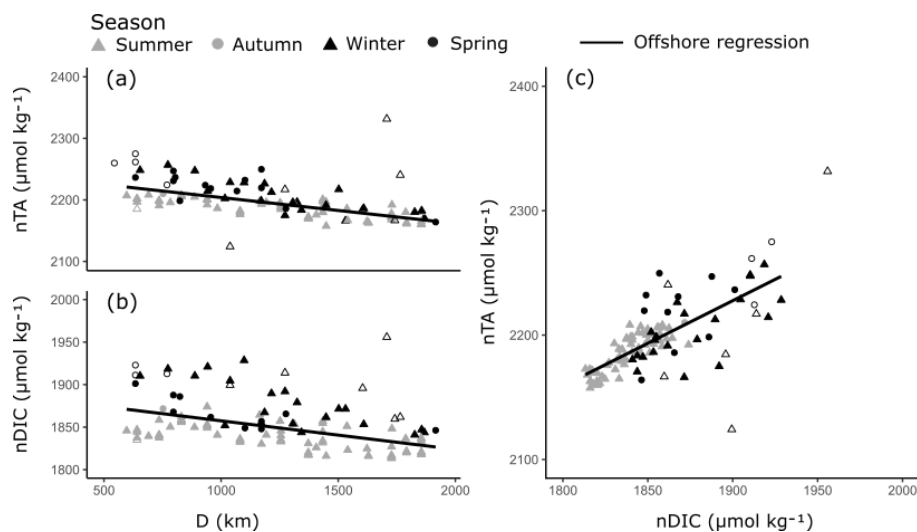 Season
Summer Autumn Winter Spring Offshore regression
(a)
nTA (μmol kg⁻¹)
2400
2300
2200
2100
(b)
nDIC (μmol kg⁻¹)
2000
1950
1900
1850
1800
500 1000 1500 2000
D (km)
(c)
nTA (μmol kg⁻¹)
2400
2300
2200
2100
1800 1850 1900 1950 2000
nDIC (μmol kg⁻¹)